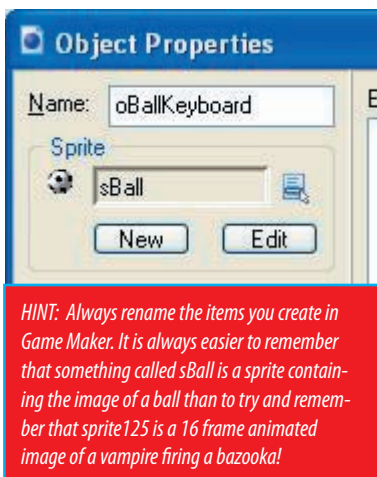 Object Properties
Name: oBallKeyboard
E
Sprite
sBall
New Edit
HINT: Always rename the items you create in
Game Maker. It is always easier to remember
that something called sBall is a sprite contain-
ing the image of a ball than to try and remem-
ber that sprite125 is a 16 frame animated
image of a vampire firing a bazooka!